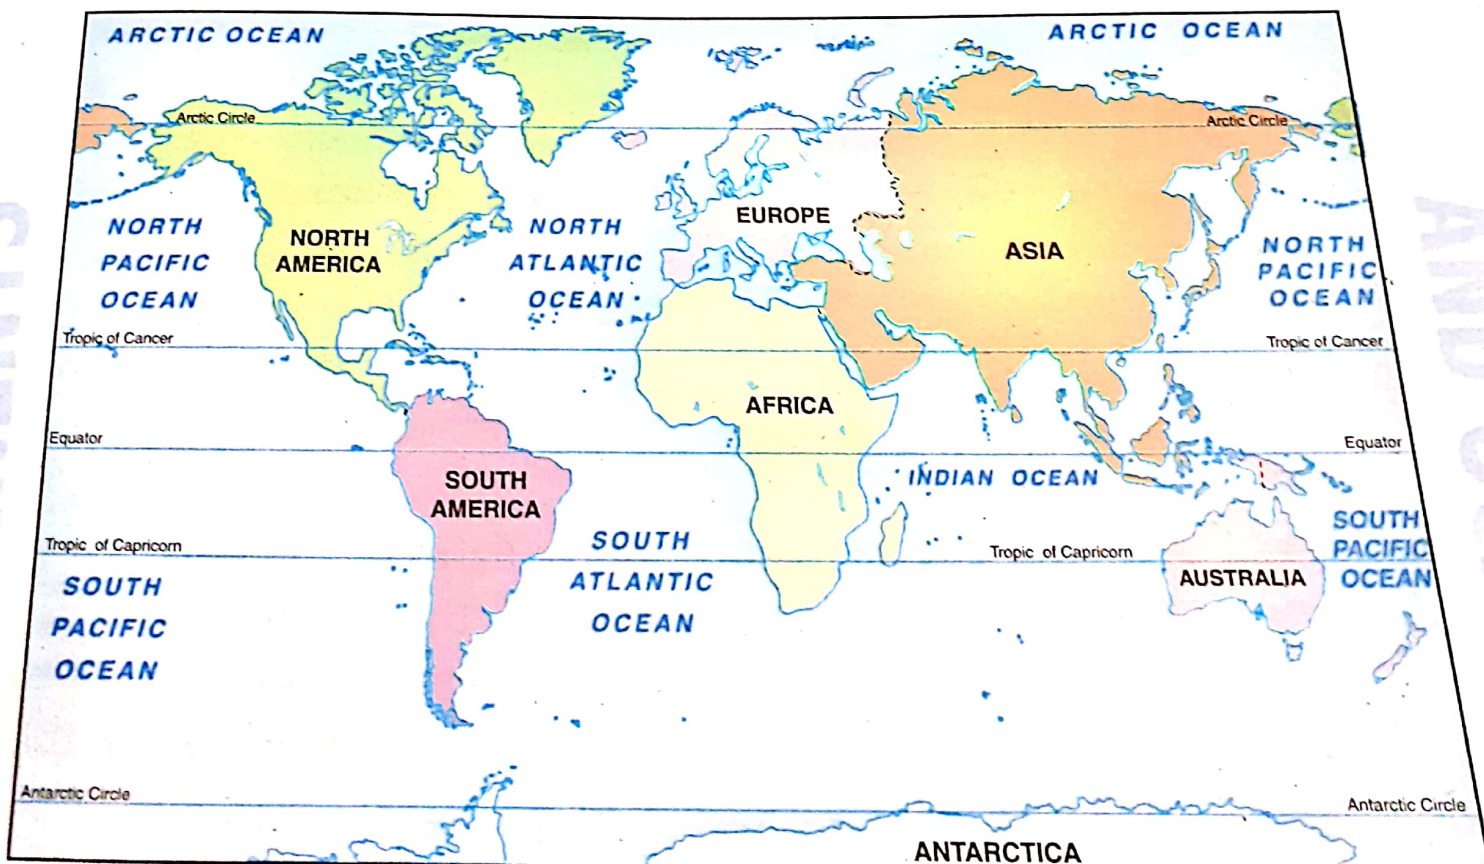 ARCTIC OCEAN
ARCTIC OCEAN
Arctic Circle
Arctic Circle
NORTH
PACIFIC
OCEAN
NORTH
AMERICA
NORTH
ATLANTIC
OCEAN
EUROPE
ASIA
NORTH
PACIFIC
OCEAN
Tropic of Cancer
Tropic of Cancer
AFRICA
Equator
Equator
SOUTH
AMERICA
INDIAN OCEAN
SOUTH
PACIFIC
OCEAN
Tropic of Capricorn
Tropic of Capricorn
SOUTH
ATLANTIC
OCEAN
AUSTRALIA
SOUTH
PACIFIC
OCEAN
Antarctic Circle
Antarctic Circle
ANTARCTICA